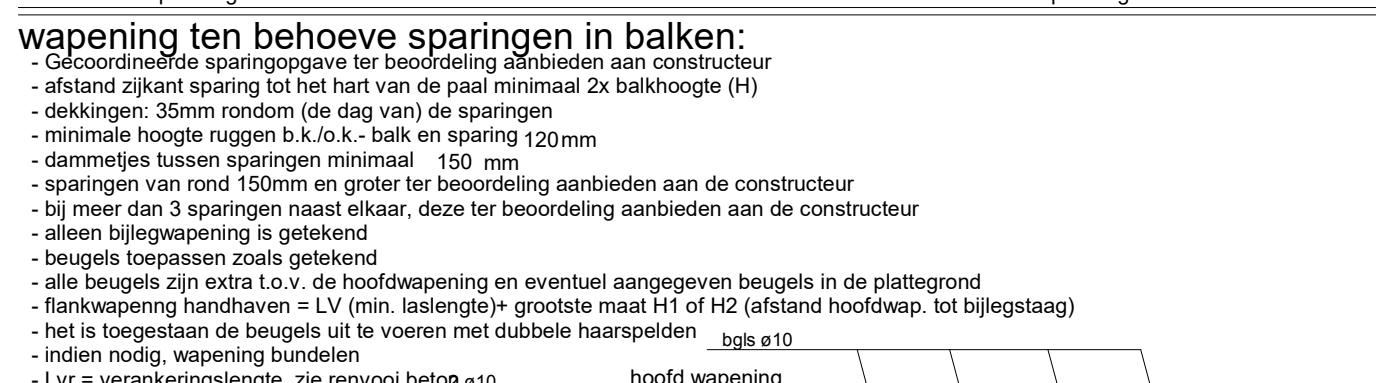 wapening ten behoeve sparingen in balken:
- Gecoordineerde sparingopgave ter beoordeling aanbieden aan constructeur
- afstand zijkant sparing tot het hart van de paal minimaal 2x balkhoogte (H)
- dekkingen: 35mm rondom (de dag van) de sparingen
- minimale hoogte ruggen b.k./o.k.- balk en sparing 120mm
- dammetjes tussen sparingen minimaal 150 mm
- sparingen van rond 150mm en groter ter beoordeling aanbieden aan de constructeur
- bij meer dan 3 sparingen naast elkaar, deze ter beoordeling aanbieden aan de constructeur
- alleen bijlegwapening is getekend
- beugels toepassen zoals getekend
- alle beugels zijn extra t.o.v. de hoofdwapening en eventuel aangegeven beugels in de plattegrond
- flankwapenng handhaven = LV (min. laslengte)+ grootste maat H1 of H2 (afstand hoofdwap. tot bijlegstaag)
- het is toegestaan de beugels uit te voeren met dubbele haarspelden
bgls ø10
- indien nodig, wapening bundelen
- Lvr = verankeringslengte, zie renvooi ø10
hoofd wapening